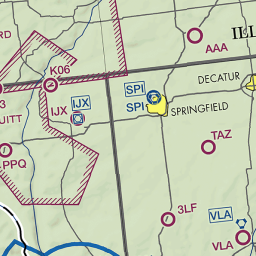 RD
ILL
AAA
K06
DECATUR
SPI
3
IJX
IJX
SPI
SPRINGFIELD
UITT
TAZ
PPQ
3LF
VLA
VLA